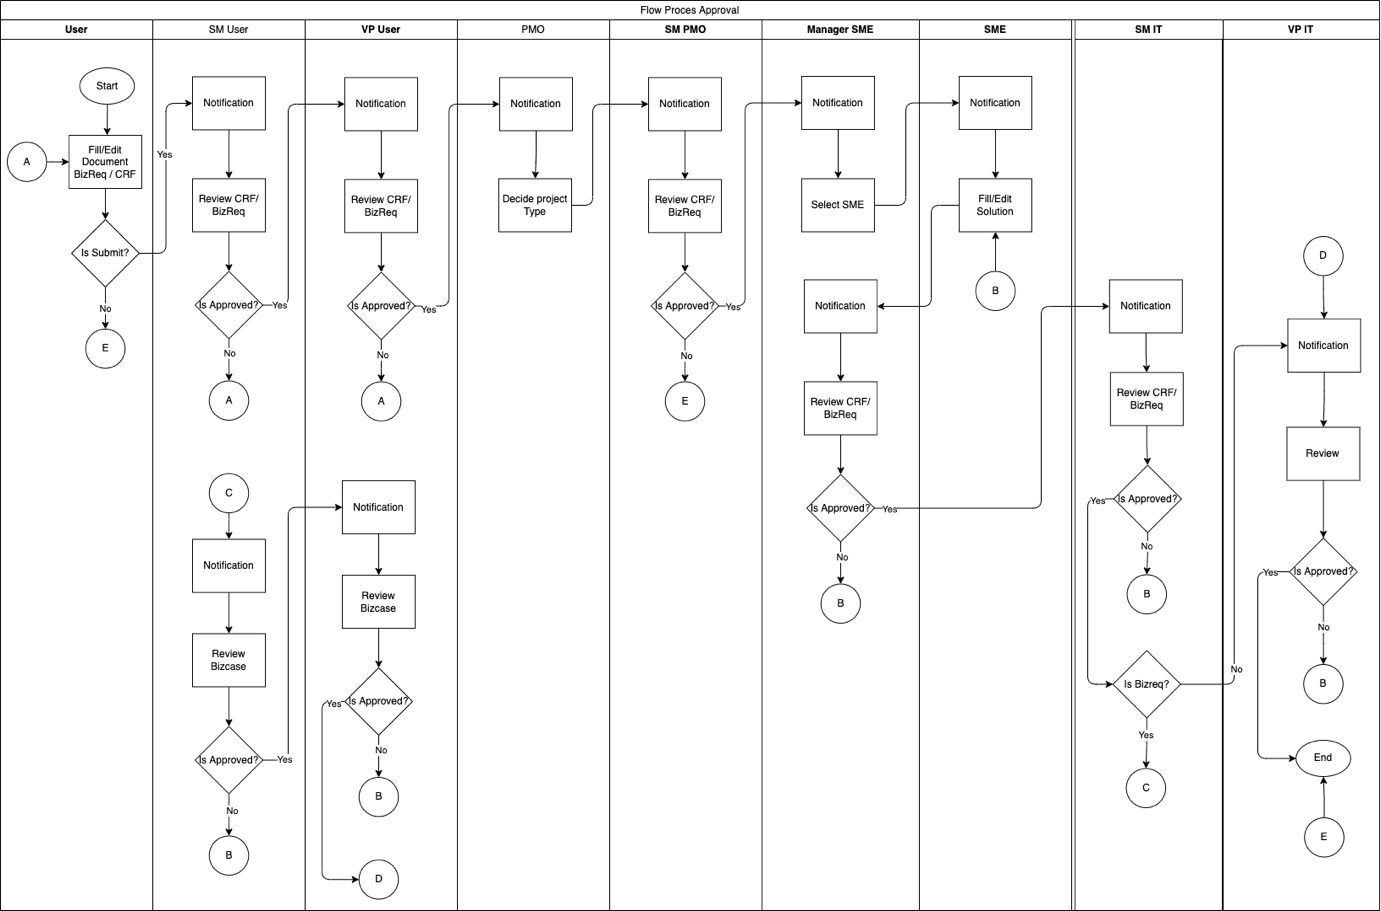 Flow Proces Approval
User
SM User
VP User
PMO
SM PMO
Manager SME
SME
SM IT
VP IT
Start
A
Fill/Edit
Document
BizReq / CRF
Is Submit?
Yes
No
E
Notification
Review CRF/
BizReq
Is Approved?
Yes
No
A
C
Notification
Review
Bizcase
Is Approved?
Yes
No
B
Notification
Review CRF/
BizReq
Is Approved?
Yes
No
A
Notification
Review
Bizcase
Is Approved?
Yes
No
B
D
Notification
Decide project
Type
Notification
Review CRF/
BizReq
Is Approved?
Yes
No
E
Notification
Select SME
Notification
Review CRF/
BizReq
Is Approved?
Yes
No
B
Notification
Fill/Edit
Solution
B
Notification
Review CRF/
BizReq
Is Approved?
Yes
No
B
Is Bizreq?
No
Yes
C
D
Notification
Review
Is Approved?
Yes
No
B
End
E